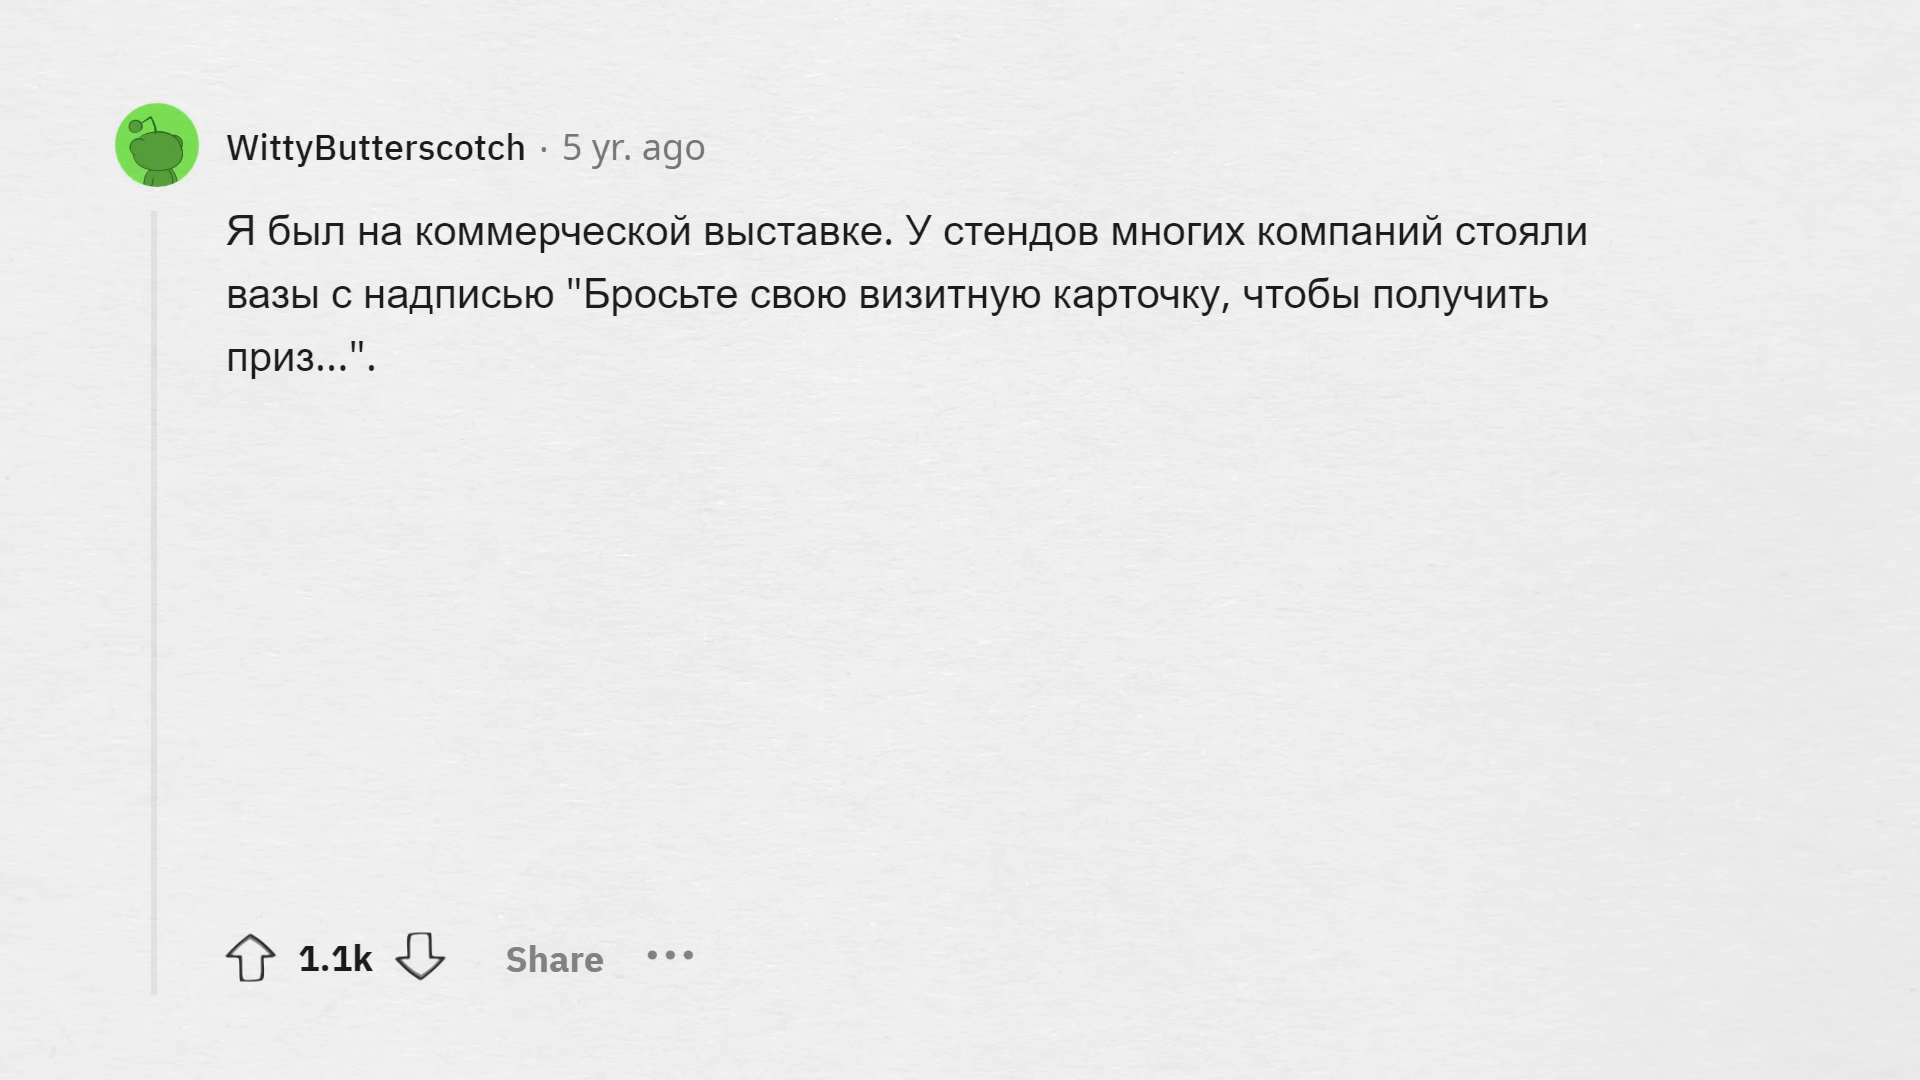 WittyButterscotch · 5 yr. ago
Я был на коммерческой выставке. У стендов многих компаний стояли
вазы с надписью "Бросьте свою визитную карточку, чтобы получить
приз...".
1.1k Share •••